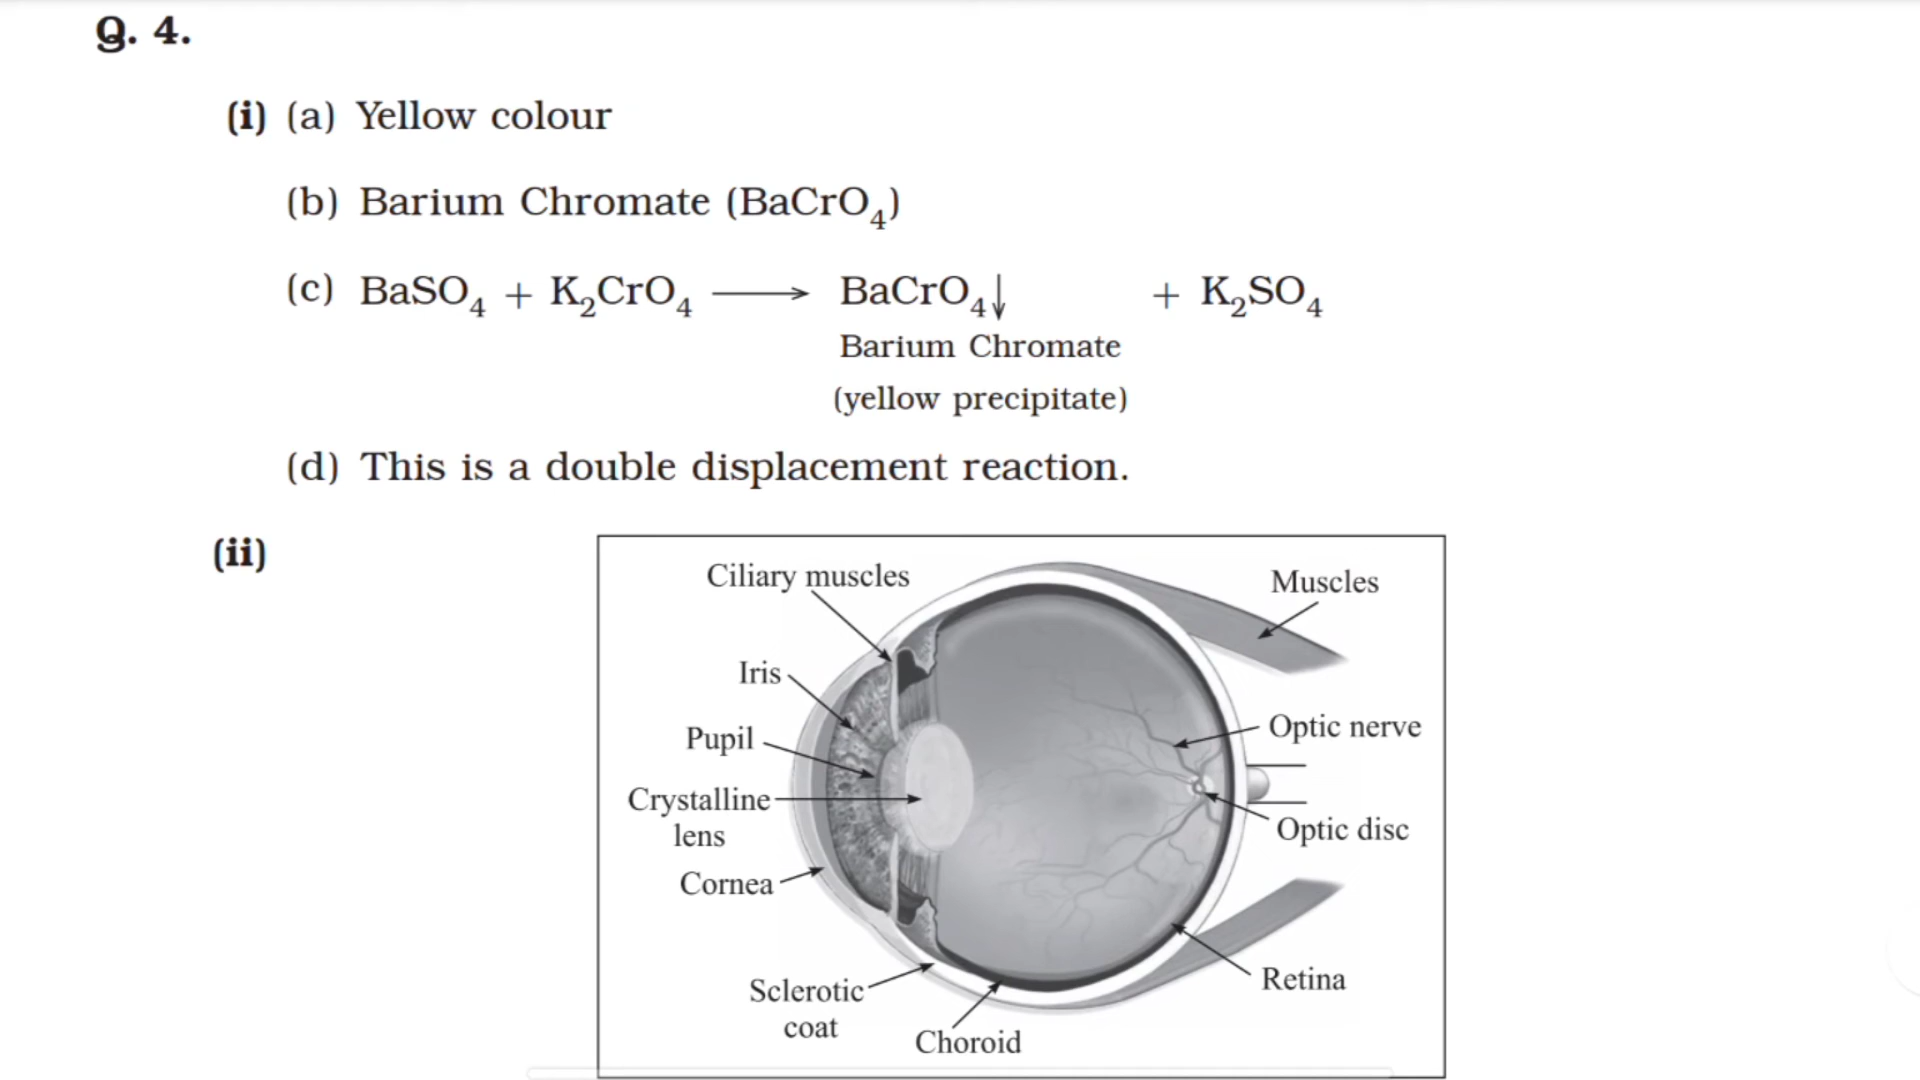 Q. 4.
(i) (a) Yellow colour
(b) Barium Chromate (BaCrO₄)
(c) BaSO₄ + K₂CrO₄ ⟶ BaCrO₄↓ + K₂SO₄
Barium Chromate
(yellow precipitate)
(d) This is a double displacement reaction.
(ii)
Ciliary muscles
Muscles
Iris
Pupil
Optic nerve
Crystalline
lens
Optic disc
Cornea
Retina
Sclerotic
coat
Choroid